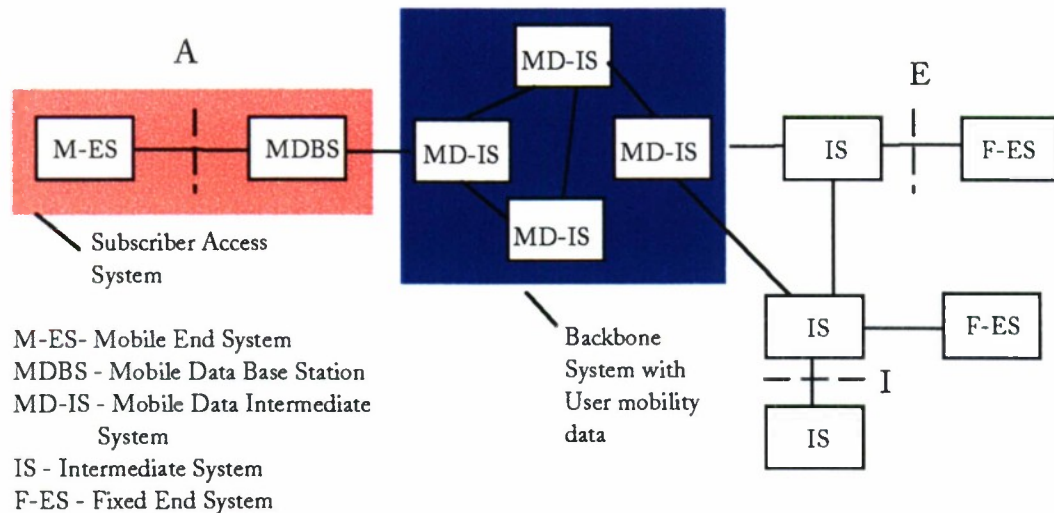 A
E
MD-IS
M-ES
MDBS
MD-IS
MD-IS
IS
F-ES
MD-IS
Subscriber Access
System
IS
F-ES
M-ES- Mobile End System
MDBS - Mobile Data Base Station
MD-IS - Mobile Data Intermediate
System
IS - Intermediate System
F-ES - Fixed End System
Backbone
System with
User mobility
data
I
IS